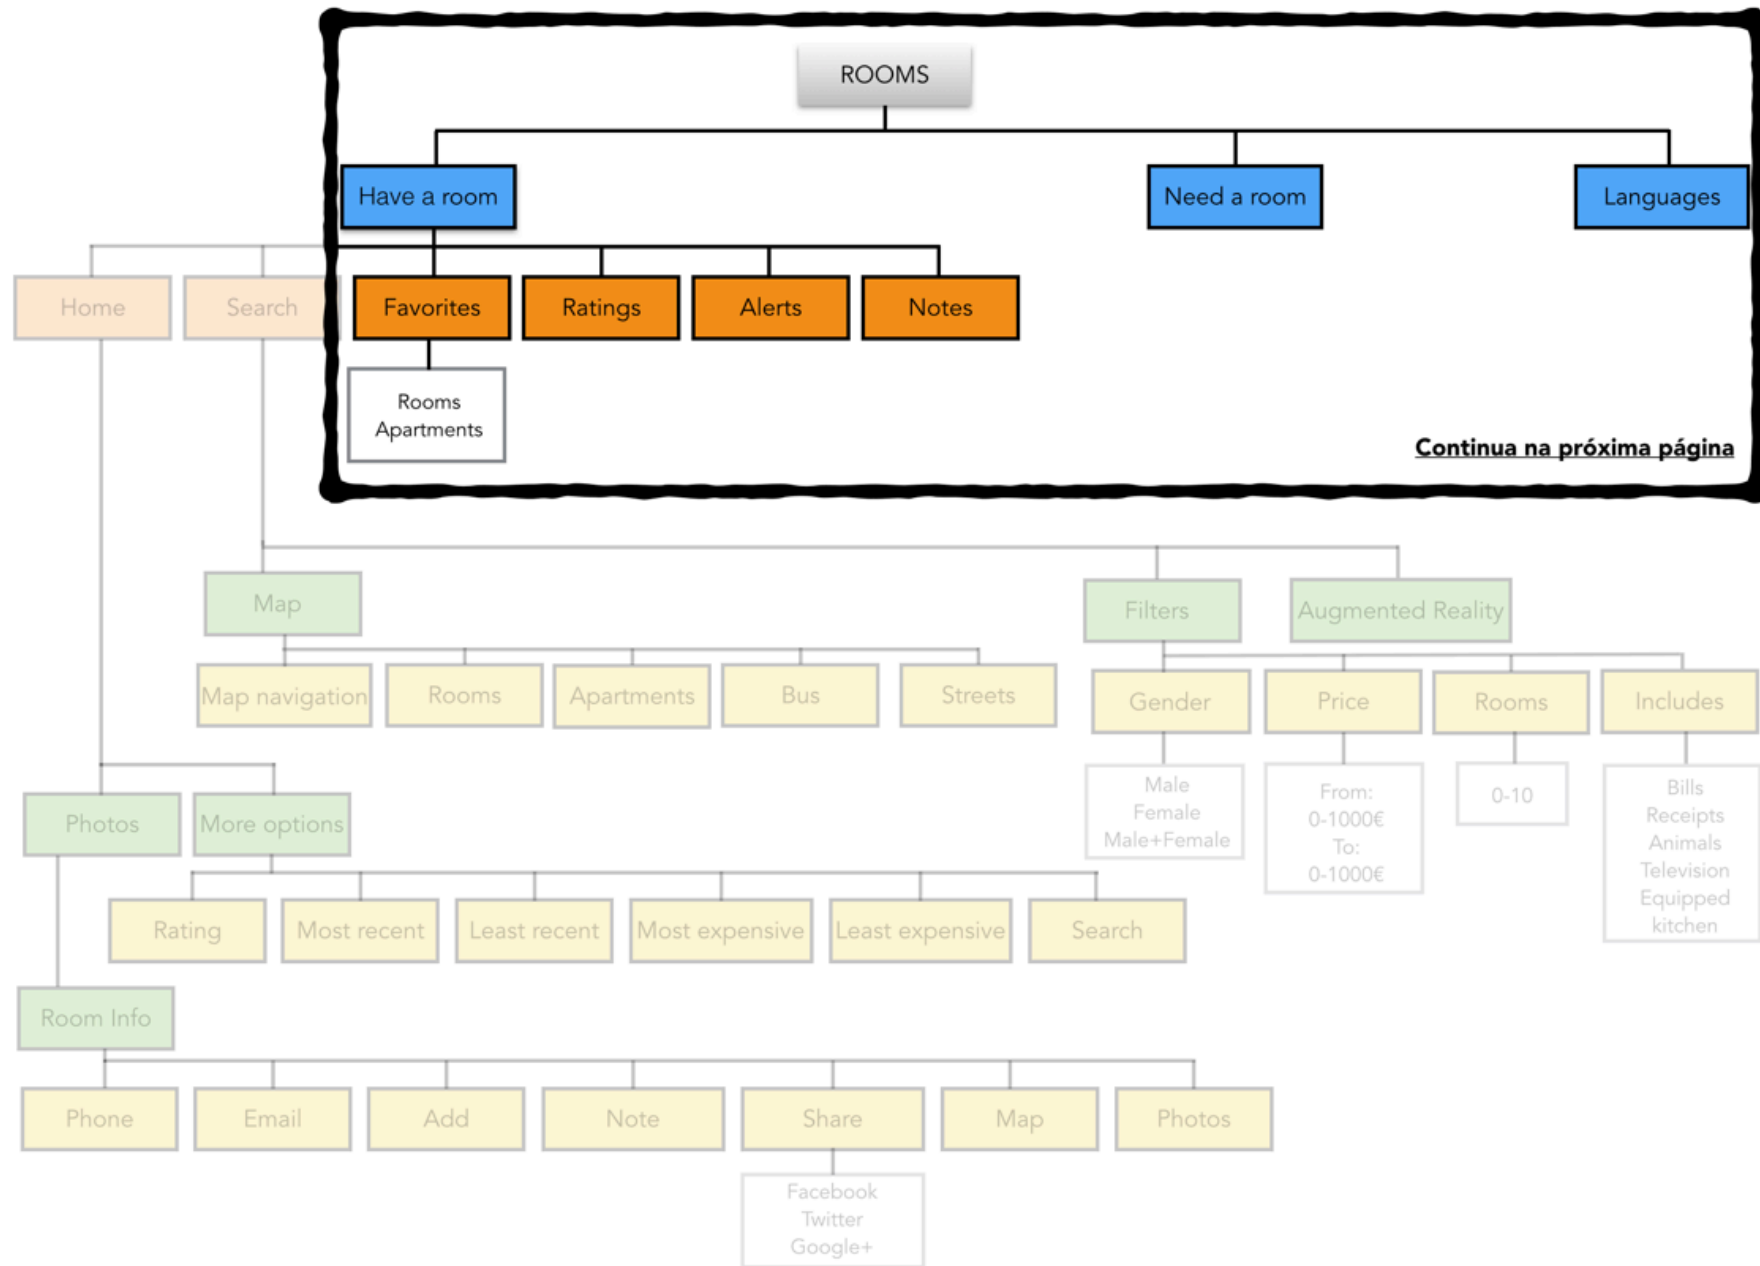 ROOMS
Have a room
Need a room
Languages
Home
Search
Favorites
Ratings
Alerts
Notes
Rooms
Apartments
Continua na próxima página
Map
Filters
Augmented Reality
Map navigation
Rooms
Apartments
Bus
Streets
Gender
Price
Rooms
Includes
Male
Female
Male+Female
From:
0-1000€
To:
0-1000€
0-10
Bills
Receipts
Animals
Television
Equipped
kitchen
Photos
More options
Rating
Most recent
Least recent
Most expensive
Least expensive
Search
Room Info
Phone
Email
Add
Note
Share
Map
Photos
Facebook
Twitter
Google+